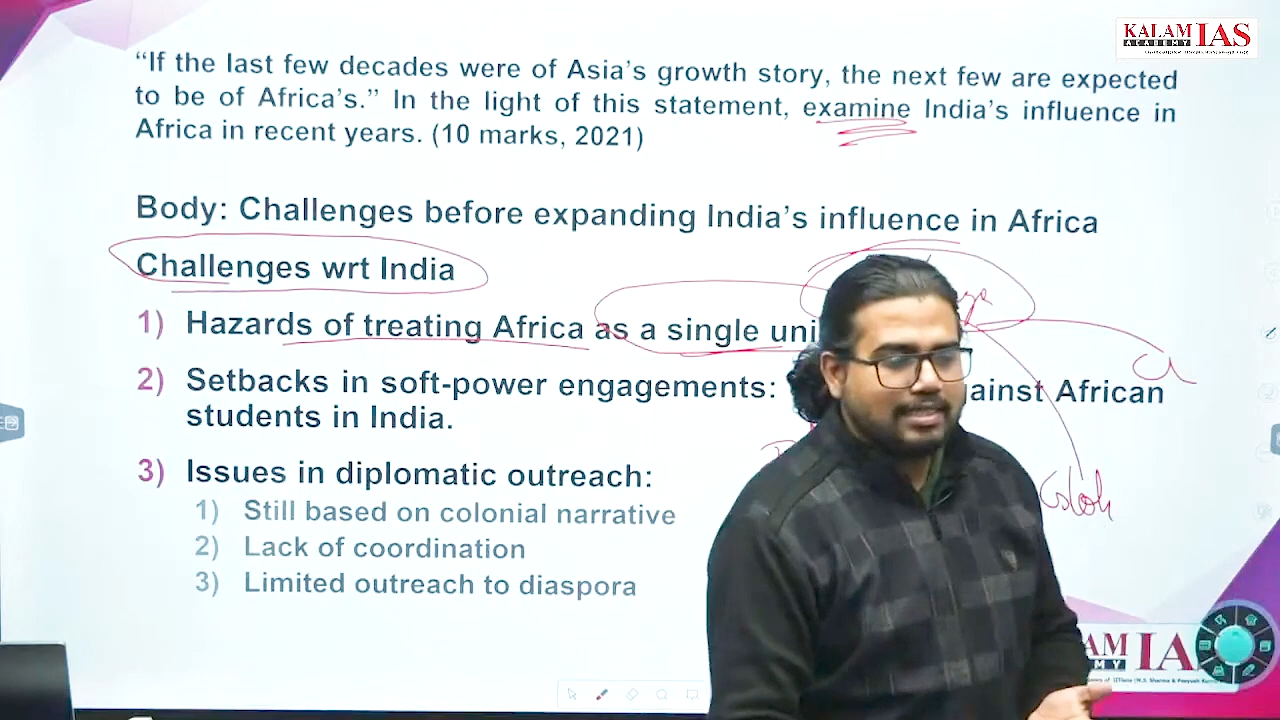 KALAM IAS
ACADEMY
“If the last few decades were of Asia’s growth story, the next few are expected
to be of Africa’s.” In the light of this statement, examine India’s influence in
Africa in recent years. (10 marks, 2021)
Body: Challenges before expanding India’s influence in Africa
Challenges wrt India
1) Hazards of treating Africa as a single
2) Setbacks in soft-power engagements: African
students in India.
3) Issues in diplomatic outreach:
1) Still based on colonial narrative
2) Lack of coordination
3) Limited outreach to diaspora